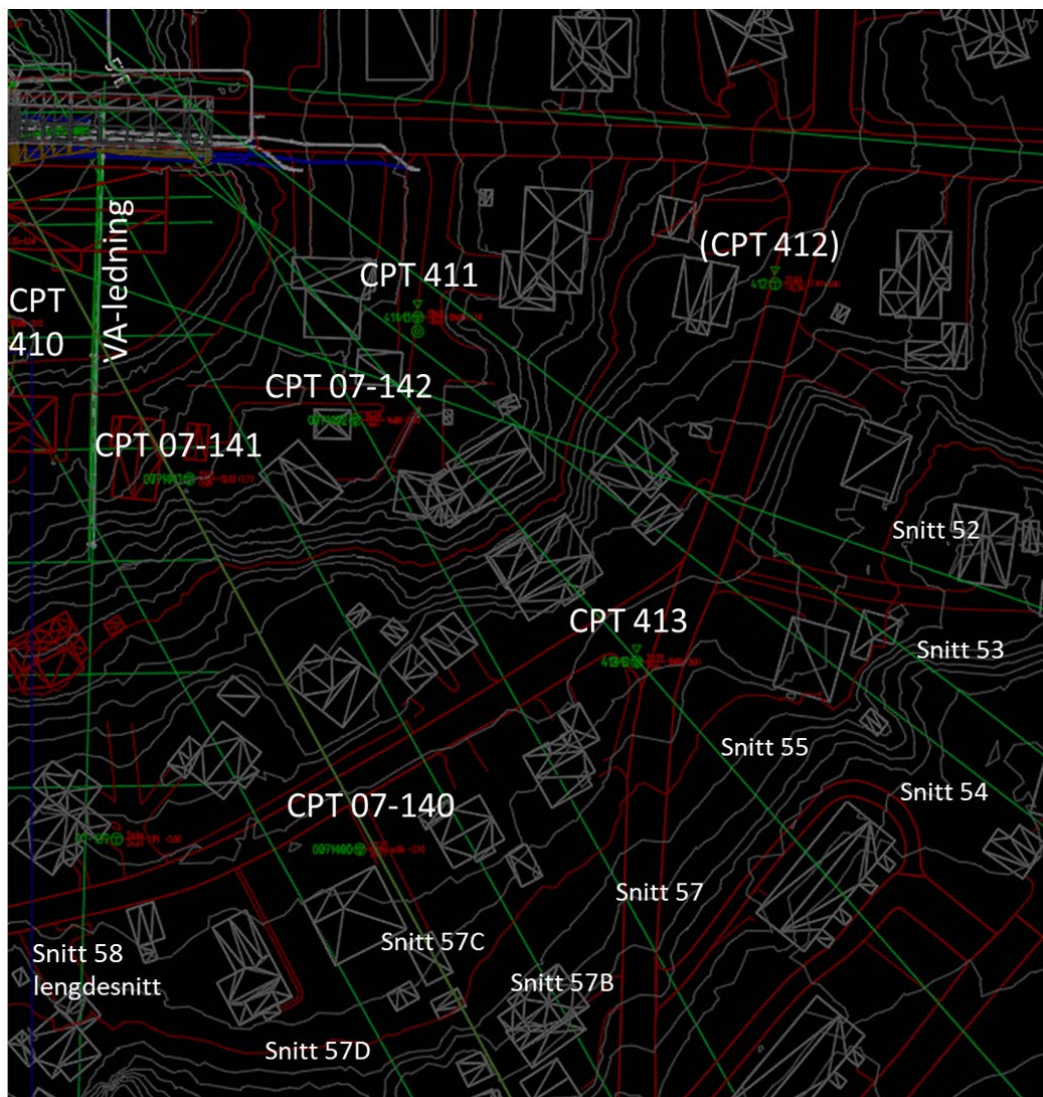 VA-ledning
CPT 411
(CPT 412)
CPT
410
CPT 07-142
CPT 07-141
412
Snitt 52
CPT 413
Snitt 53
Snitt 55
Snitt 54
CPT 07-140
Snitt 57
Snitt 57C
Snitt 58
lengdesnitt
Snitt 57B
Snitt 57D